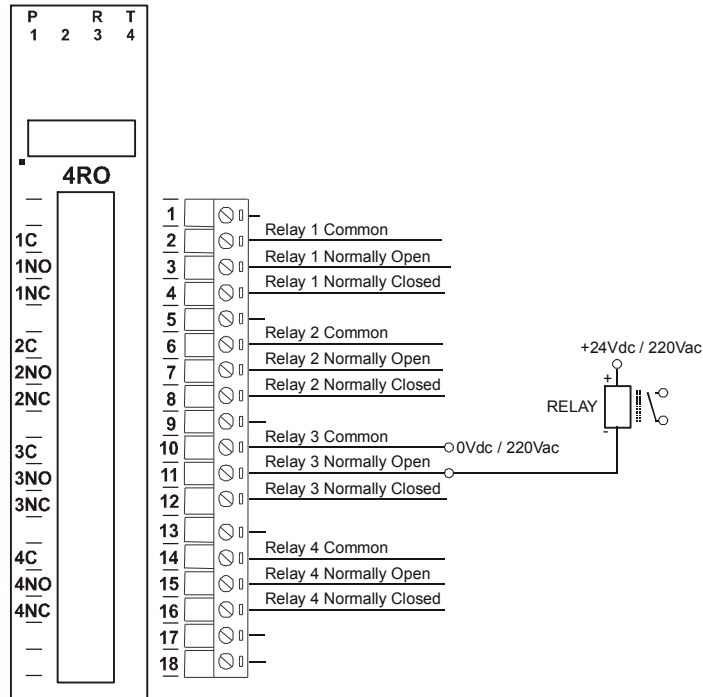 P R T
1 2 3 4
4RO
1C
1NO
1NC
2C
2NO
2NC
3C
3NO
3NC
4C
4NO
4NC
1
2 Relay 1 Common
3 Relay 1 Normally Open
4 Relay 1 Normally Closed
5
6 Relay 2 Common
7 Relay 2 Normally Open
8 Relay 2 Normally Closed
9
10 Relay 3 Common 0Vdc / 220Vac
11 Relay 3 Normally Open
12 Relay 3 Normally Closed
13
14 Relay 4 Common
15 Relay 4 Normally Open
16 Relay 4 Normally Closed
17
18
+24Vdc / 220Vac
+
RELAY
-